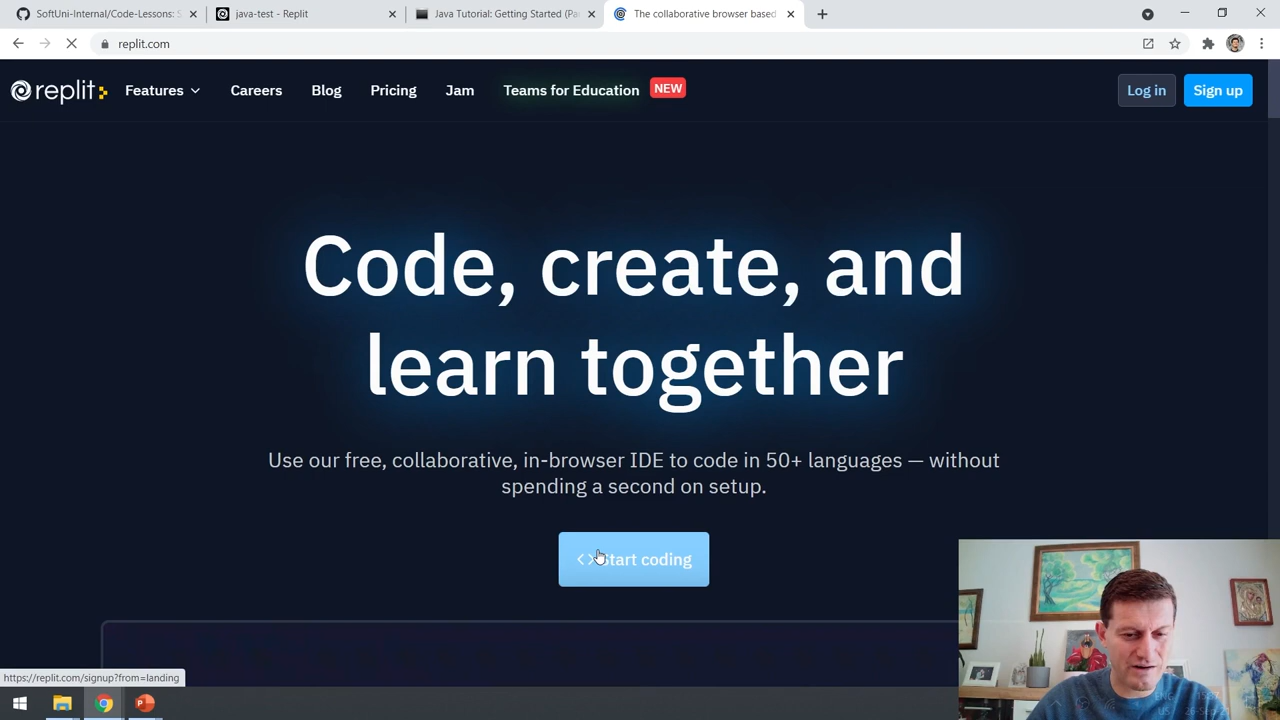 SoftUni-Internal/Code-Lessons: S
java-test - Replit
Java Tutorial: Getting Started (Pa
The collaborative browser based
replit.com
replit
Features
Careers
Blog
Pricing
Jam
Teams for Education
NEW
Log in
Sign up
Code, create, and
learn together
Use our free, collaborative, in-browser IDE to code in 50+ languages — without
spending a second on setup.
Start coding
https://replit.com/signup?from=landing